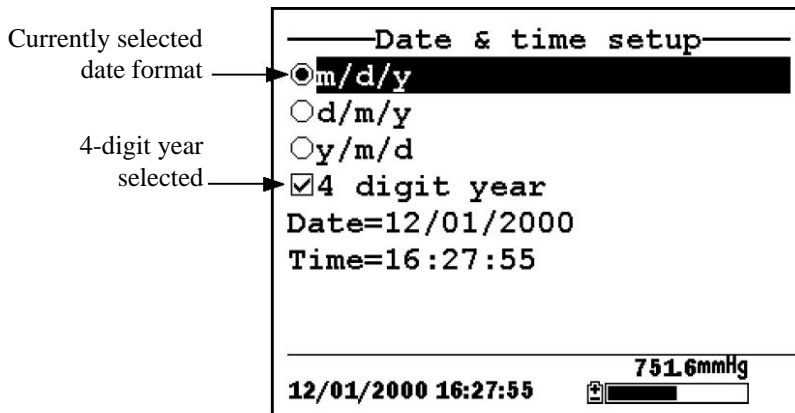 Currently selected
date format
4-digit year
selected
Date & time setup
m/d/y
d/m/y
y/m/d
4 digit year
Date=12/01/2000
Time=16:27:55
751.6mmHg
12/01/2000 16:27:55